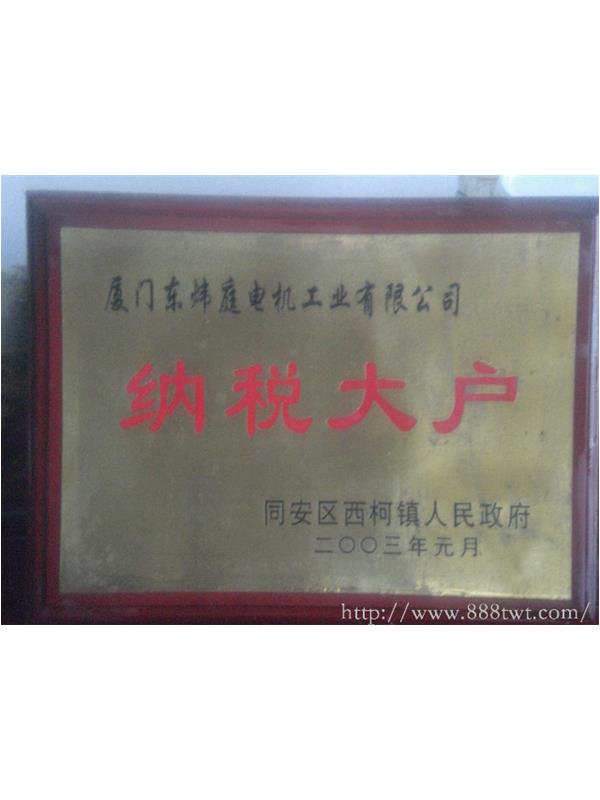 厦门东炜庭电机工业有限公司
纳税大户
同安区西柯镇人民政府
二〇〇三年元月
http://www.888twt.com/